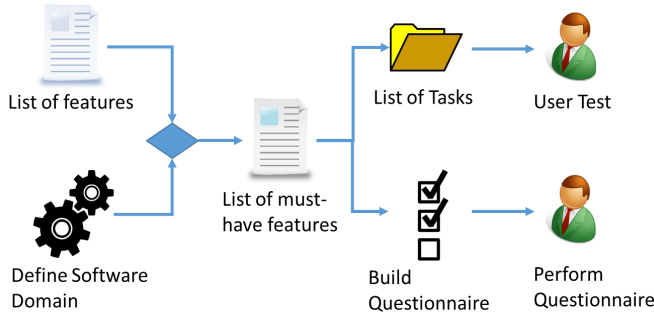 List of features
List of Tasks
User Test
List of must-
have features
Define Software
Domain
Build
Questionnaire
Perform
Questionnaire